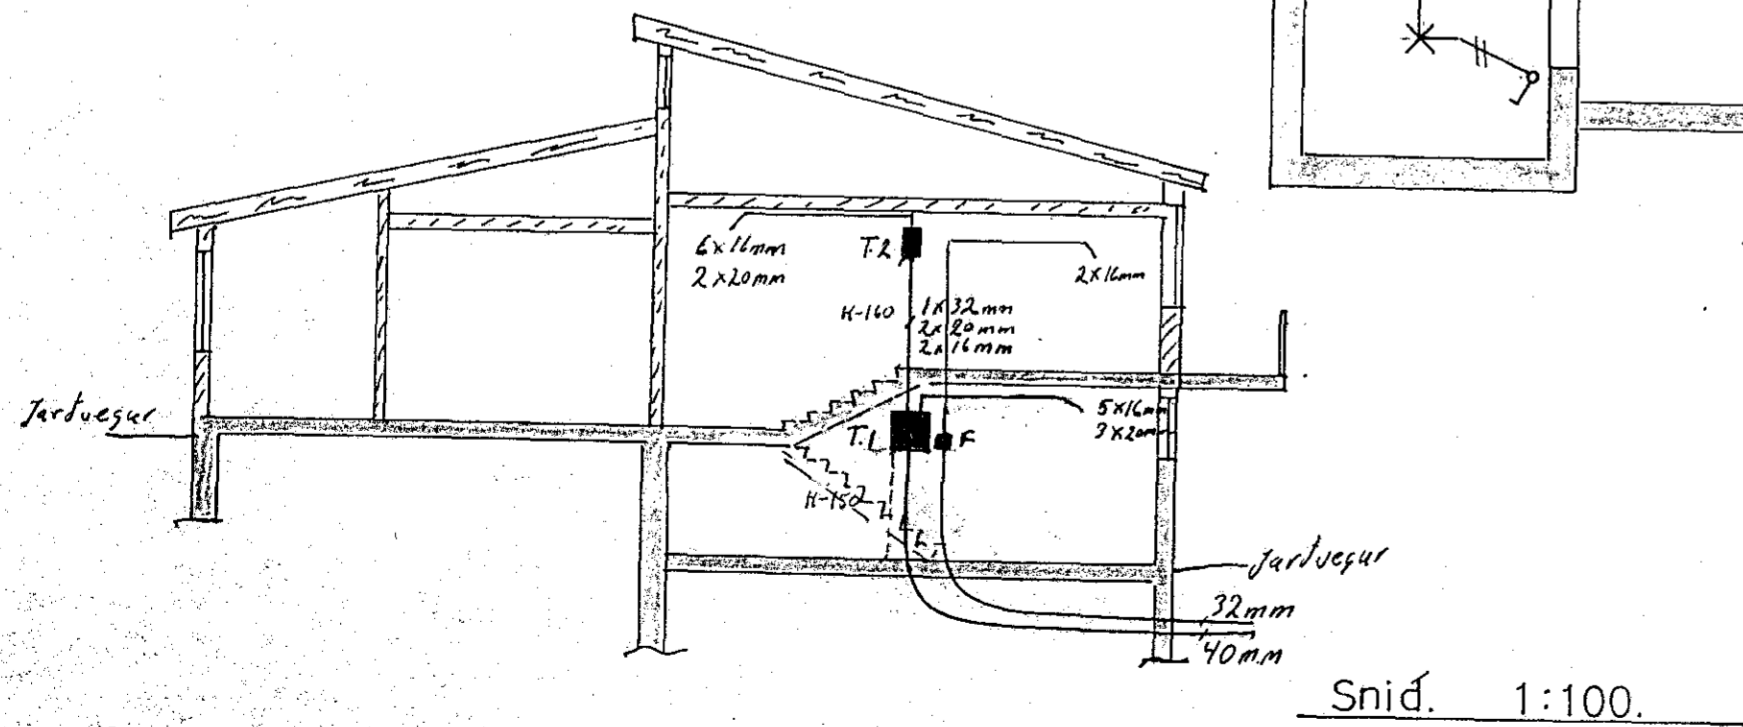 6x16mm
2x20mm
T.2
2x16mm
K-160
1x32mm
2x20mm
2x16mm
Jarðvegur
5x16mm
3x20mm
T.1
F
K-150
Jarðvegur
32mm
40mm
Snið. 1:100.